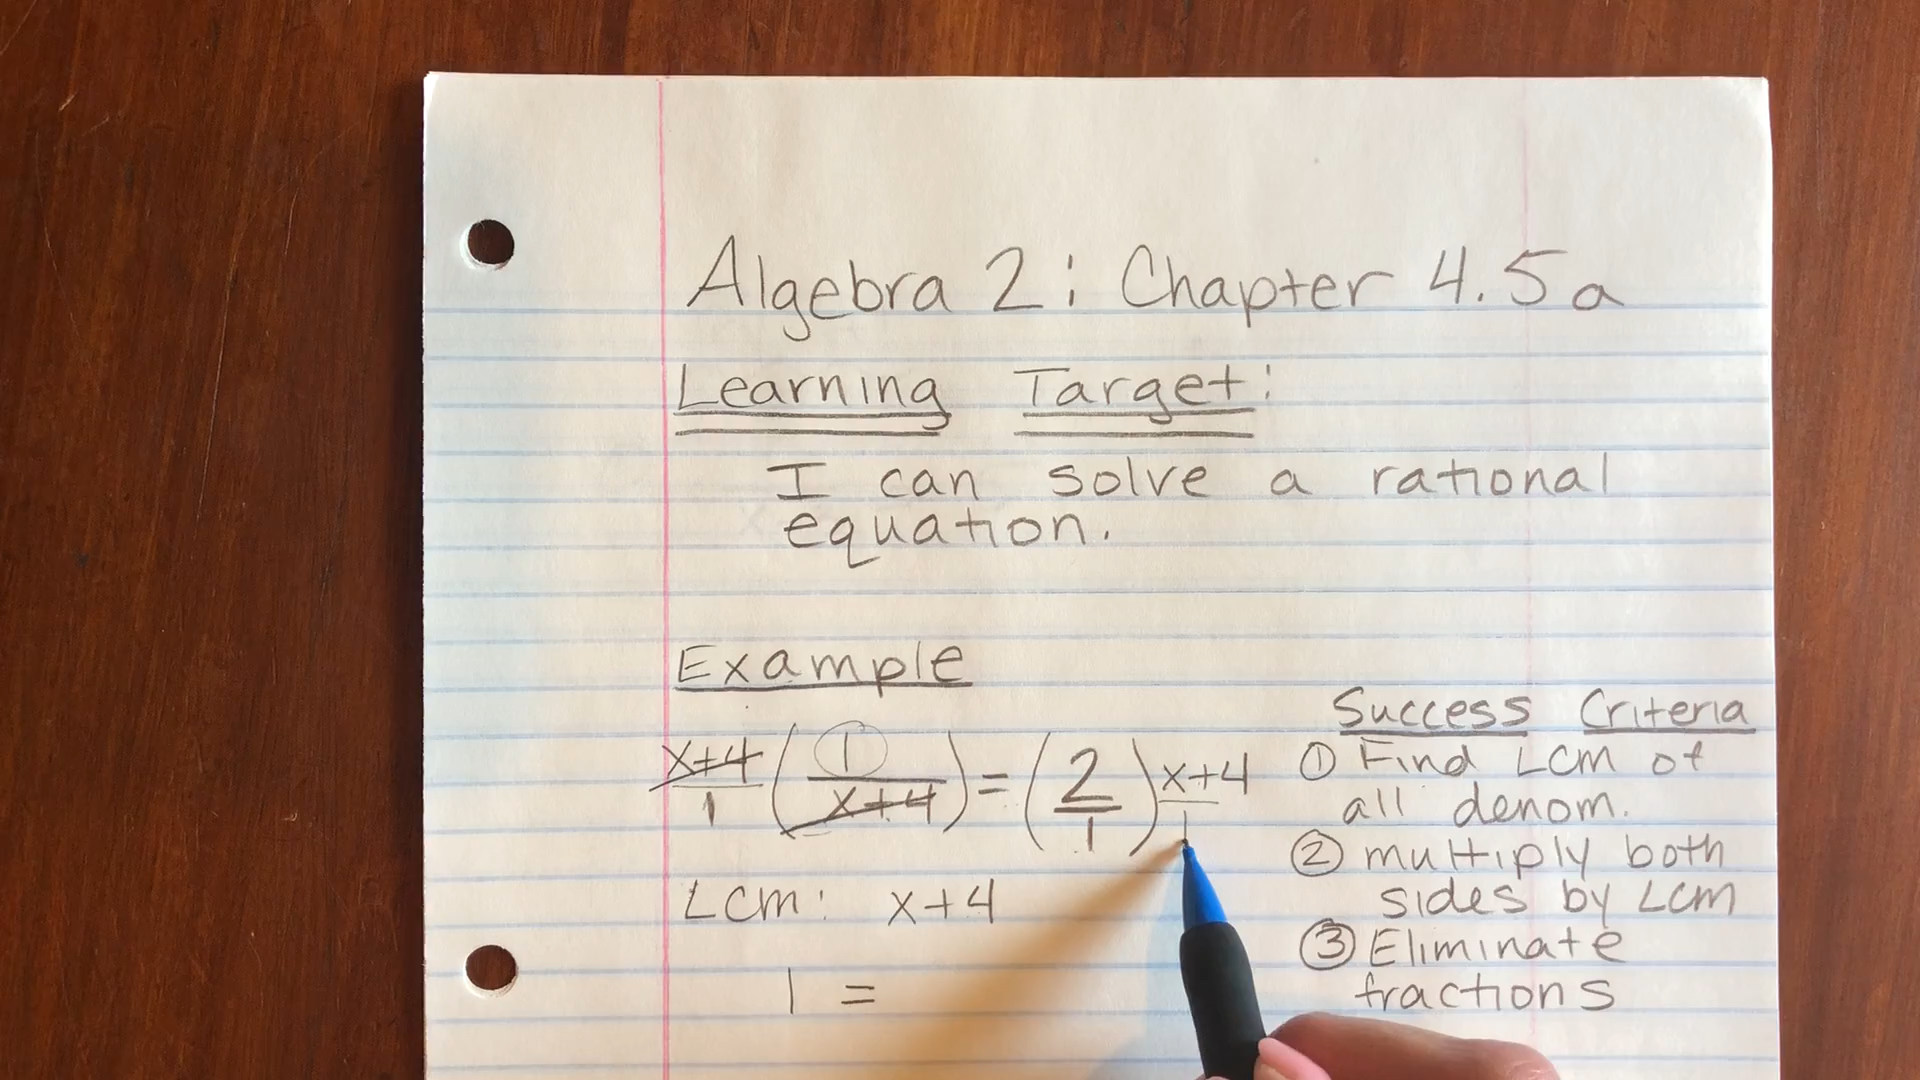 Algebra 2: Chapter 4.5a
Learning Target:
I can solve a rational
equation.
Example
x+4/1 (1/x+4) = (2/1) x+4/1
LCM: x+4
1 =
Success Criteria
① Find LCM of
all denom.
② multiply both
sides by LCM
③ Eliminate
fractions